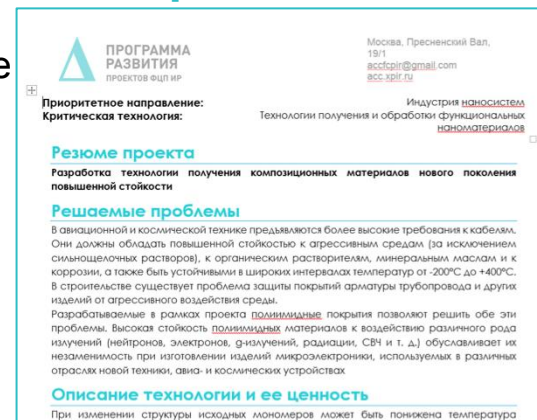 е
ПРОГРАММА
РАЗВИТИЯ
ПРОЕКТОВ ФЦП ИР
Москва, Пресненский Вал,
19/1
accfcpir@gmail.com
acc.xpir.ru
Приоритетное направление: Индустрия наносистем
Критическая технология: Технологии получения и обработки функциональных
наноматериалов
Резюме проекта
Разработка технологии получения композиционных материалов нового поколения
повышенной стойкости
Решаемые проблемы
В авиационной и космической технике предъявляются более высокие требования к кабелям.
Они должны обладать повышенной стойкостью к агрессивным средам (за исключением
сильнощелочных растворов), к органическим растворителям, минеральным маслам и к
коррозии, а также быть устойчивыми в широких интервалах температур от -200°С до +400°С.
В строительстве существует проблема защиты покрытий арматуры трубопровода и других
изделий от агрессивного воздействия среды.
Разрабатываемые в рамках проекта полиимидные покрытия позволяют решить обе эти
проблемы. Высокая стойкость полиимидных материалов к воздействию различного рода
излучений (нейтронов, электронов, g-излучений, радиации, СВЧ и т. д.) обуславливает их
незаменимость при изготовлении изделий микроэлектроники, используемых в различных
отраслях новой техники, авиа- и космических устройствах
Описание технологии и ее ценность
При изменении структуры исходных мономеров может быть понижена температура